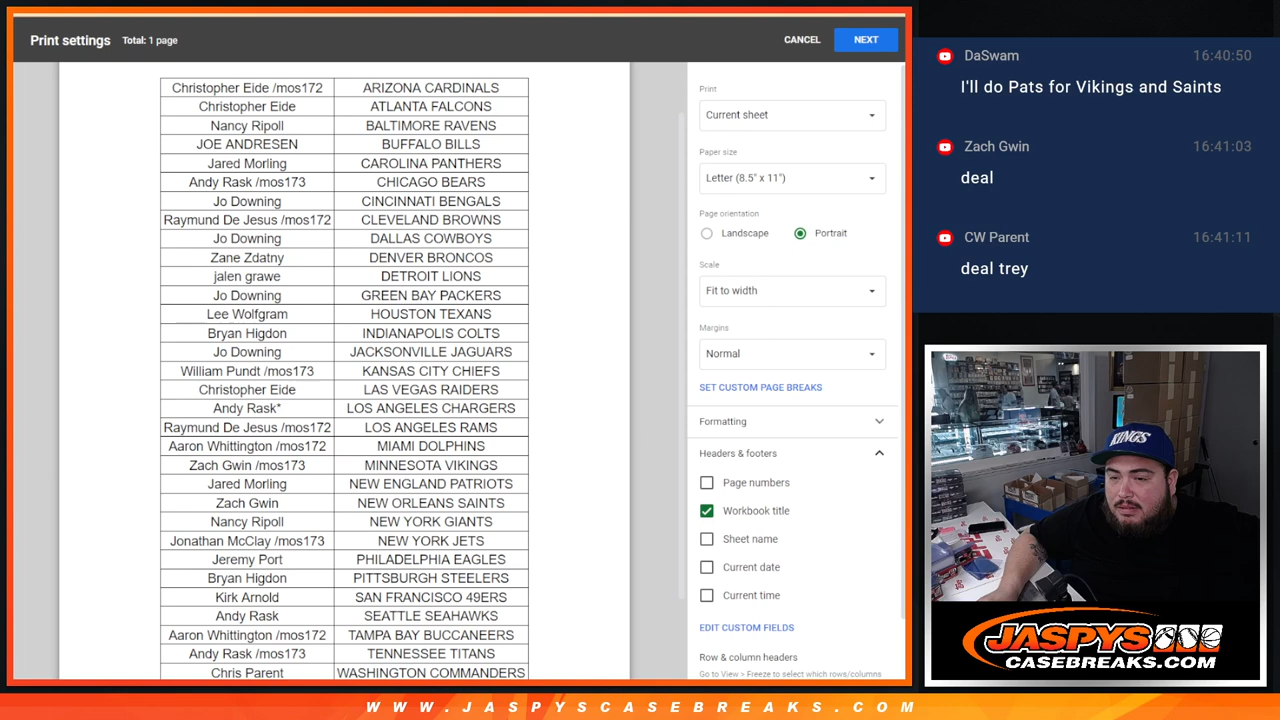 Print settings Total: 1 page CANCEL NEXT
Christopher Eide /mos172 ARIZONA CARDINALS
Christopher Eide ATLANTA FALCONS
Nancy Ripoll BALTIMORE RAVENS
JOE ANDRESEN BUFFALO BILLS
Jared Morling CAROLINA PANTHERS
Andy Rask /mos173 CHICAGO BEARS
Jo Downing CINCINNATI BENGALS
Raymund De Jesus /mos172 CLEVELAND BROWNS
Jo Downing DALLAS COWBOYS
Zane Zdatny DENVER BRONCOS
jalen grawe DETROIT LIONS
Jo Downing GREEN BAY PACKERS
Lee Wolfgram HOUSTON TEXANS
Bryan Higdon INDIANAPOLIS COLTS
Jo Downing JACKSONVILLE JAGUARS
William Pundt /mos173 KANSAS CITY CHIEFS
Christopher Eide LAS VEGAS RAIDERS
Andy Rask* LOS ANGELES CHARGERS
Raymund De Jesus /mos172 LOS ANGELES RAMS
Aaron Whittington /mos172 MIAMI DOLPHINS
Zach Gwin /mos173 MINNESOTA VIKINGS
Jared Morling NEW ENGLAND PATRIOTS
Zach Gwin NEW ORLEANS SAINTS
Nancy Ripoll NEW YORK GIANTS
Jonathan McClay /mos173 NEW YORK JETS
Jeremy Port PHILADELPHIA EAGLES
Bryan Higdon PITTSBURGH STEELERS
Kirk Arnold SAN FRANCISCO 49ERS
Andy Rask SEATTLE SEAHAWKS
Aaron Whittington /mos172 TAMPA BAY BUCCANEERS
Andy Rask /mos173 TENNESSEE TITANS
Chris Parent WASHINGTON COMMANDERS
Print
Current sheet
Paper size
Letter (8.5" x 11")
Page orientation
Landscape Portrait
Scale
Fit to width
Margins
Normal
SET CUSTOM PAGE BREAKS
Formatting
Headers & footers
Page numbers
Workbook title
Sheet name
Current date
Current time
EDIT CUSTOM FIELDS
Row & column headers
Go to View > Freeze to select which rows/columns
DaSwam 16:40:50
I'll do Pats for Vikings and Saints
Zach Gwin 16:41:03
deal
CW Parent 16:41:11
deal trey
KINGS
JASPYS
CASEBREAKS.COM
WWW.JASPYSCASEBREAKS.COM